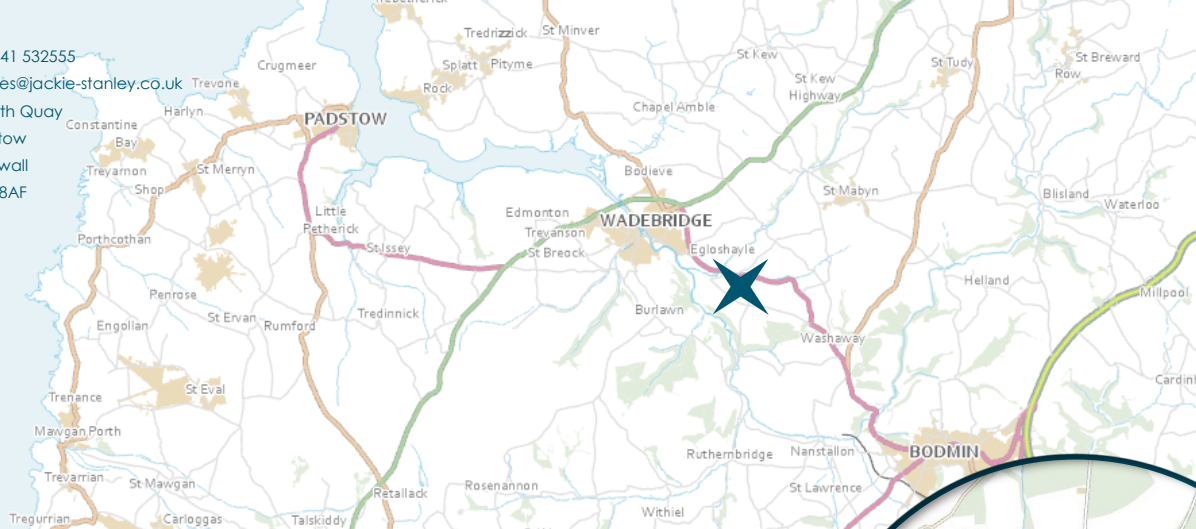 41 532555
es@jackie-stanley.co.uk
th Quay
tow
wall
8AF
Tredrizzick
St Minver
Crugmeer
Splatt
Pityme
St Kew
St Breward
Row
St Tudy
Trevone
Rock
St Kew
Highway
Harlyn
PADSTOW
Chapel Amble
Constantine
Bay
Treyarnon
St Merryn
Bodieve
Shop
St Mabyn
Blisland
Waterloo
Little
Petherick
Edmonton
WADEBRIDGE
Trevanson
Porthcothan
St Issey
St Breock
Egloshayle
Penrose
Helland
Millpool
St Ervan
Rumford
Tredinnick
Burlawn
Engollan
Washaway
St Eval
Cardinh
Trenance
Mawgan Porth
Ruthernbridge
Nanstallon
BODMIN
Trevarrian
St Mawgan
Rosenannon
St Lawrence
Retallack
Withiel
Tregurrian
Carloggas
Talskiddy